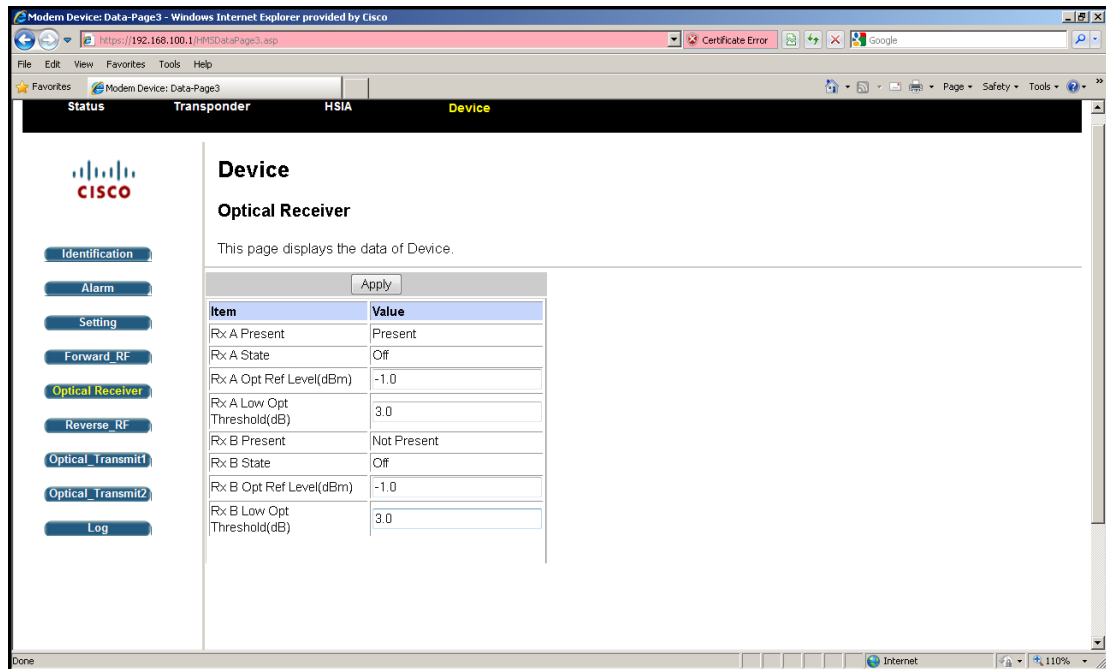 Modem Device: Data-Page3 - Windows Internet Explorer provided by Cisco
https://192.168.100.1/HMSDataPage3.asp
Certificate Error
Google
File Edit View Favorites Tools Help
Favorites
Modem Device: Data-Page3
Page Safety Tools
Status Transponder HSIA Device
CISCO
Identification
Alarm
Setting
Forward_RF
Optical Receiver
Reverse_RF
Optical_Transmit1
Optical_Transmit2
Log
Device
Optical Receiver
This page displays the data of Device.
Apply
Item Value
Rx A Present Present
Rx A State Off
Rx A Opt Ref Level(dBm) -1.0
Rx A Low Opt
Threshold(dB) 3.0
Rx B Present Not Present
Rx B State Off
Rx B Opt Ref Level(dBm) -1.0
Rx B Low Opt
Threshold(dB) 3.0
Done
Internet
110%